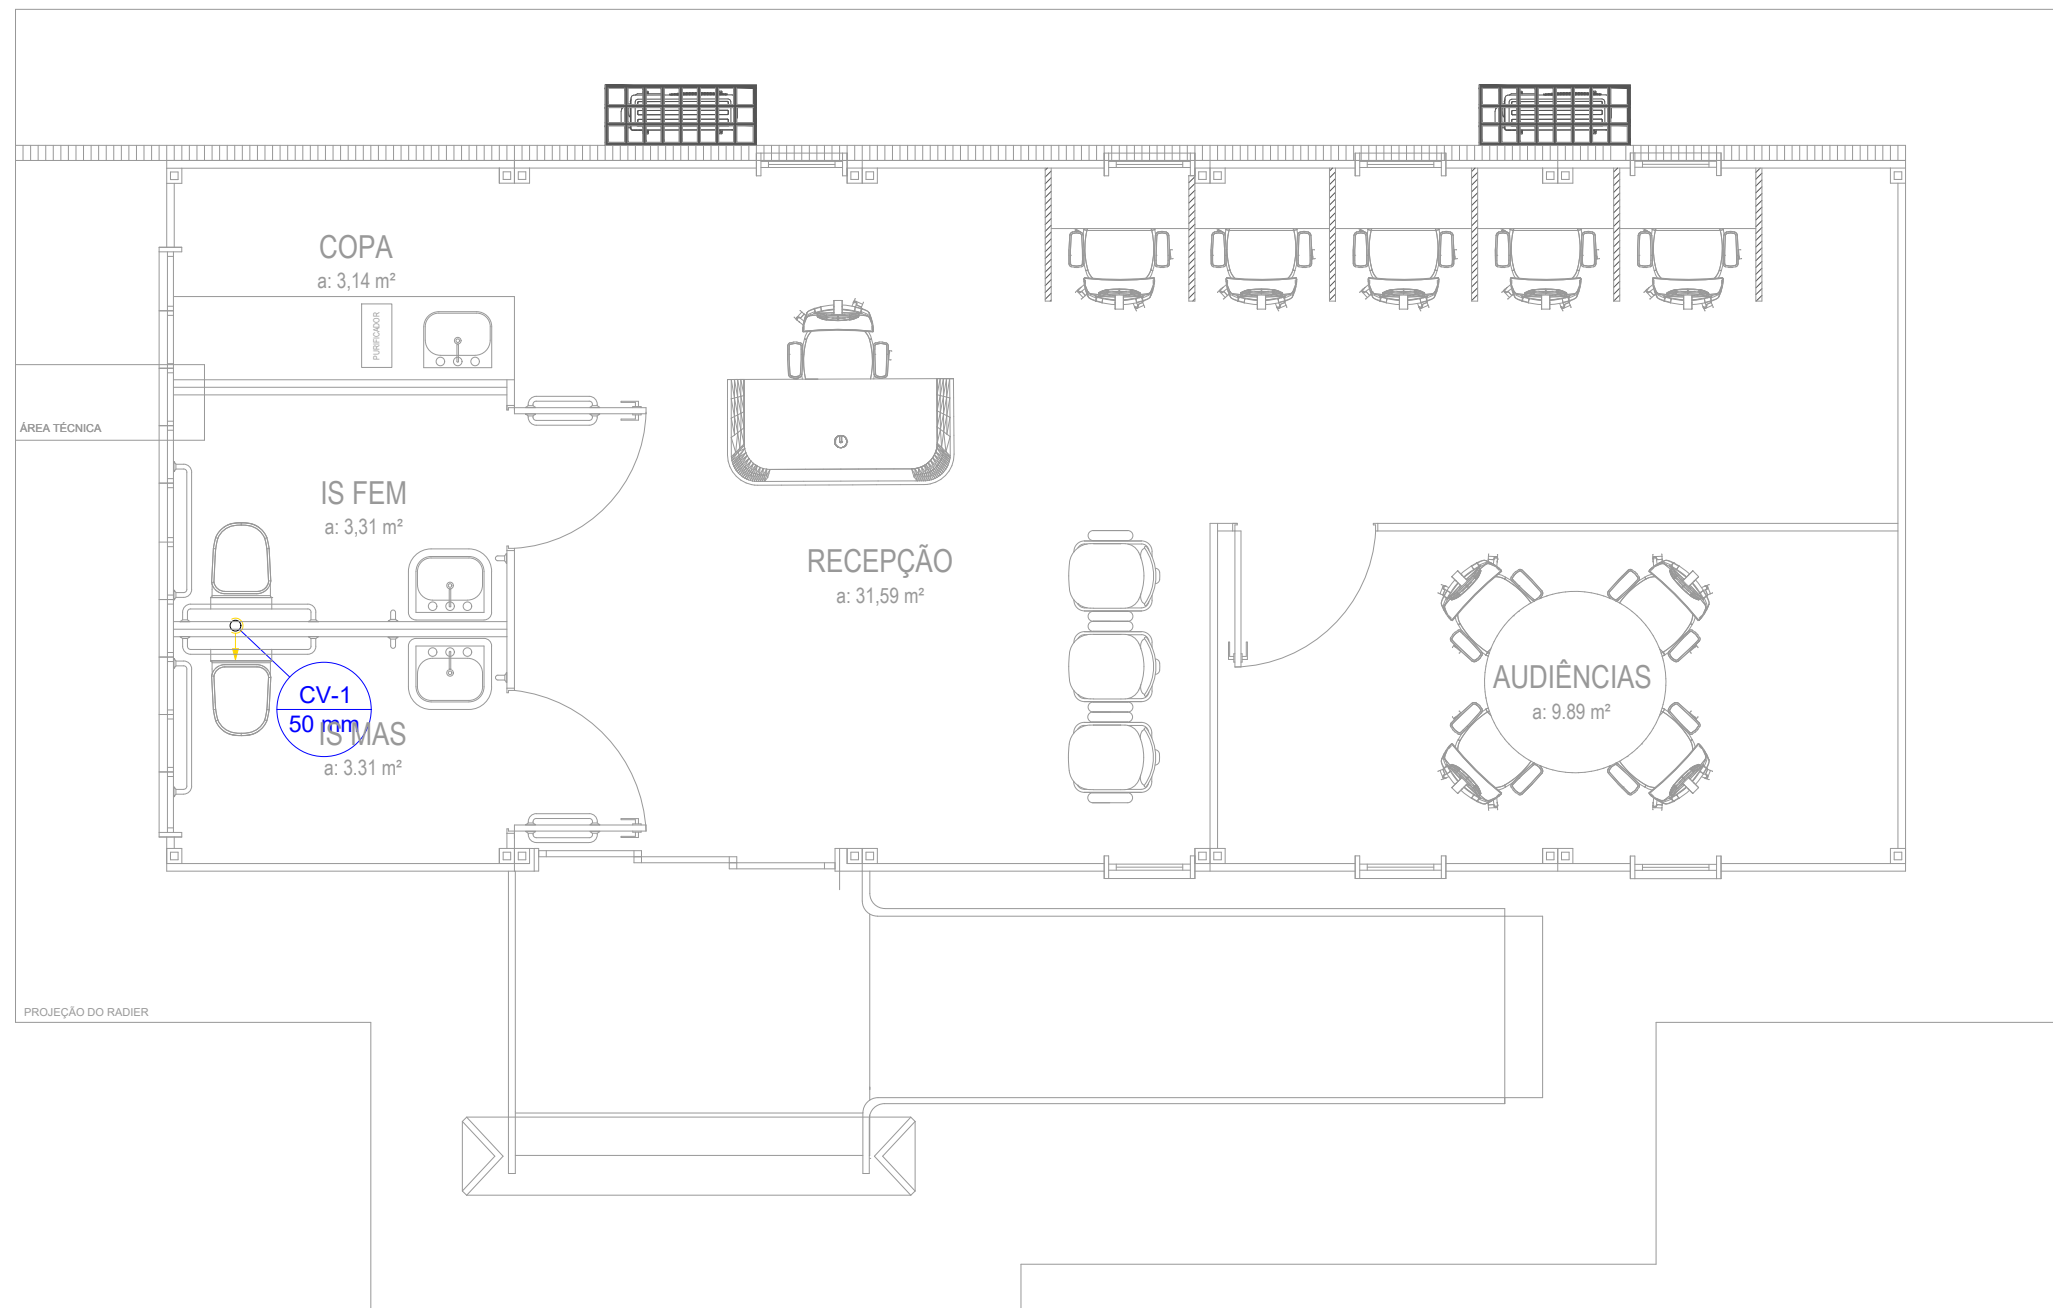 COPA
a: 3,14 m²
PURIFICADOR
ÁREA TÉCNICA
IS FEM
a: 3,31 m²
RECEPÇÃO
a: 31,59 m²
AUDIÊNCIAS
a: 9.89 m²
CV-1
50 mm
IS MAS
a: 3.31 m²
PROJEÇÃO DO RADIER